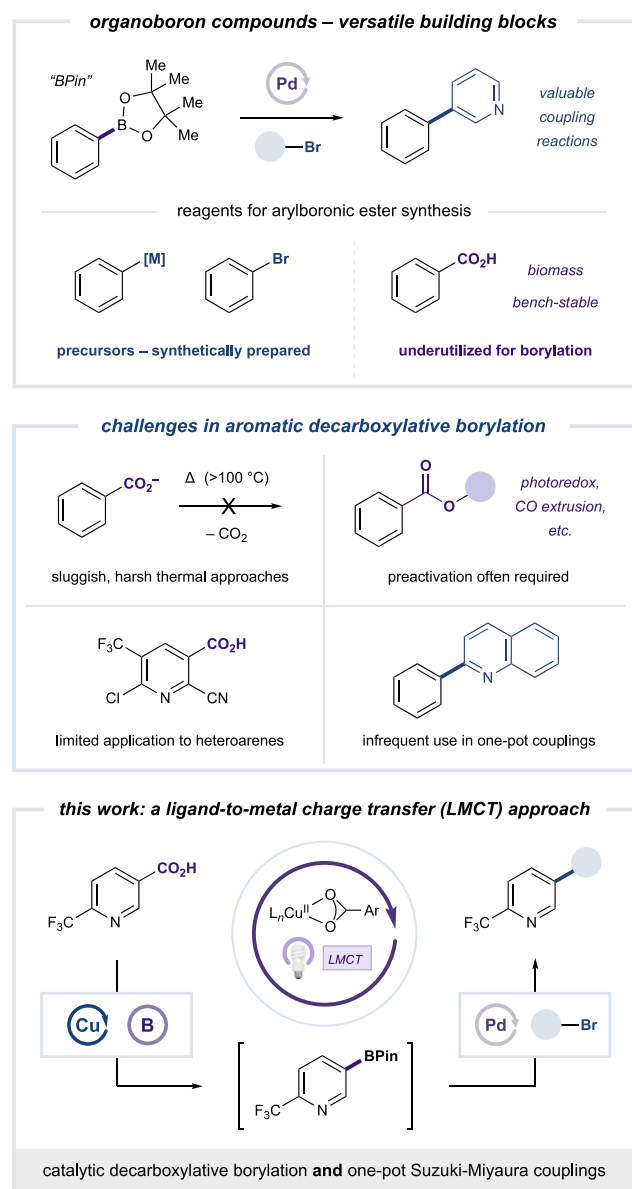 organoboron compounds – versatile building blocks
"BPin"
Me
Me
Me
Me
O
B
O
Pd
Br
N
valuable
coupling
reactions
reagents for arylboronic ester synthesis
[M]
Br
CO2H
biomass
bench-stable
precursors – synthetically prepared
underutilized for borylation
challenges in aromatic decarboxylative borylation
CO2–
Δ (>100 °C)
X
– CO2
sluggish, harsh thermal approaches
O
O
photoredox,
CO extrusion,
etc.
preactivation often required
F3C
CO2H
Cl
N
CN
limited application to heteroarenes
N
infrequent use in one-pot couplings
this work: a ligand-to-metal charge transfer (LMCT) approach
CO2H
F3C
N
LnCuII
O
O
Ar
LMCT
F3C
N
Cu
B
Pd
Br
BPin
F3C
N
catalytic decarboxylative borylation and one-pot Suzuki-Miyaura couplings